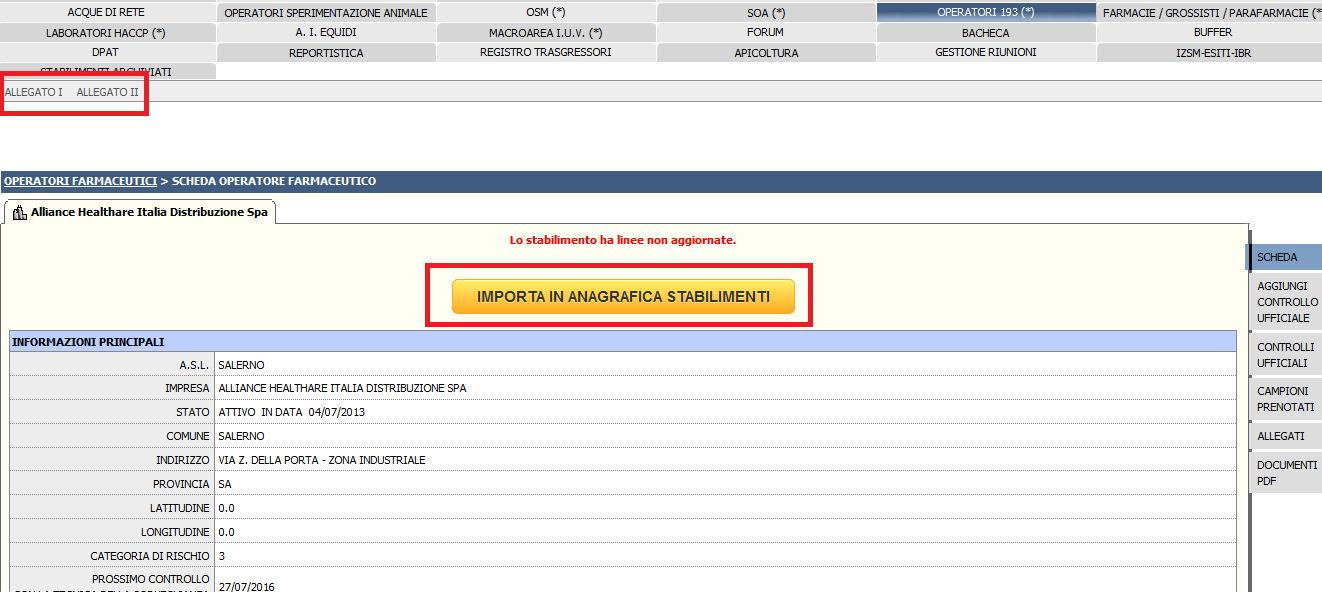 ACQUE DI RETE OPERATORI SPERIMENTAZIONE ANIMALE OSM (*) SOA (*) OPERATORI 193 (*) FARMACIE / GROSSISTI / PARAFARMACIE (*
LABORATORI HACCP (*) A. I. EQUIDI MACROAREA I.U.V. (*) FORUM BACHECA BUFFER
DPAT REPORTISTICA REGISTRO TRASGRESSORI APICOLTURA GESTIONE RIUNIONI IZSM-ESITI-IBR
STABILIMENTI ARCHIVIATI
ALLEGATO I ALLEGATO II
OPERATORI FARMACEUTICI > SCHEDA OPERATORE FARMACEUTICO
Alliance Healthare Italia Distribuzione Spa
Lo stabilimento ha linee non aggiornate.
IMPORTA IN ANAGRAFICA STABILIMENTI
INFORMAZIONI PRINCIPALI
A.S.L. SALERNO
IMPRESA ALLIANCE HEALTHARE ITALIA DISTRIBUZIONE SPA
STATO ATTIVO IN DATA 04/07/2013
COMUNE SALERNO
INDIRIZZO VIA Z. DELLA PORTA - ZONA INDUSTRIALE
PROVINCIA SA
LATITUDINE 0.0
LONGITUDINE 0.0
CATEGORIA DI RISCHIO 3
PROSSIMO CONTROLLO
27/07/2016
SCHEDA
AGGIUNGI
CONTROLLO
UFFICIALE
CONTROLLI
UFFICIALI
CAMPIONI
PRENOTATI
ALLEGATI
DOCUMENTI
PDF